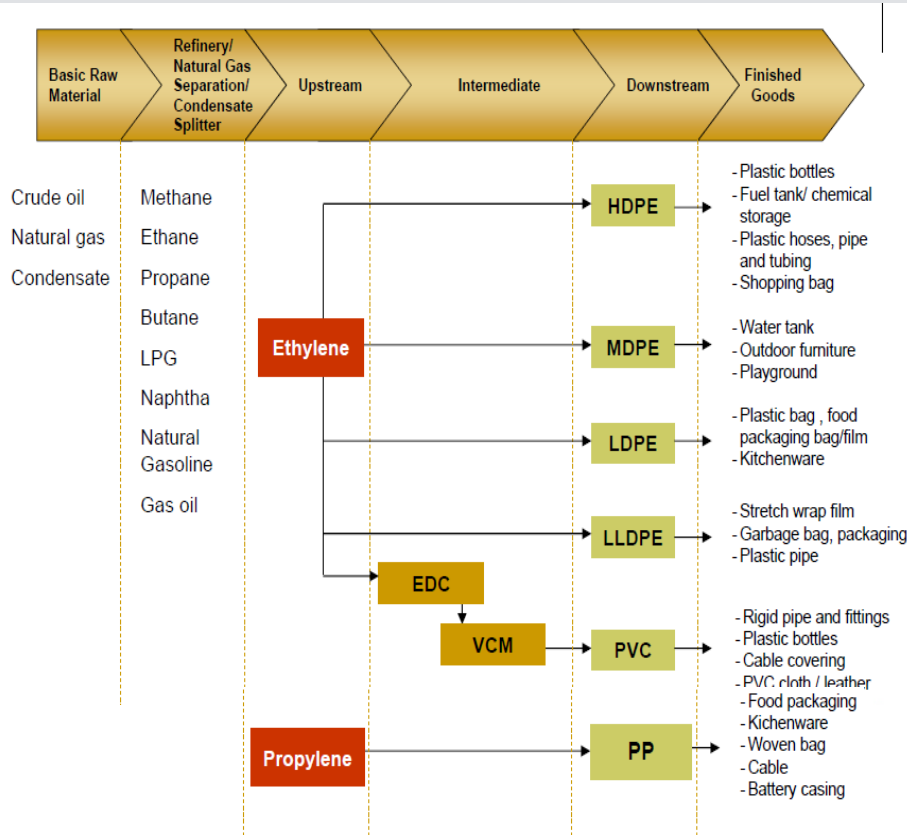 Basic Raw
Material
Refinery/
Natural Gas
Separation/
Condensate
Splitter
Upstream
Intermediate
Downstream
Finished
Goods
Crude oil
Natural gas
Condensate
Methane
Ethane
Propane
Butane
LPG
Naphtha
Natural
Gasoline
Gas oil
Ethylene
HDPE
- Plastic bottles
- Fuel tank/ chemical
storage
- Plastic hoses, pipe
and tubing
- Shopping bag
MDPE
- Water tank
- Outdoor furniture
- Playground
LDPE
- Plastic bag , food
packaging bag/film
- Kitchenware
LLDPE
- Stretch wrap film
- Garbage bag, packaging
- Plastic pipe
EDC
VCM
PVC
- Rigid pipe and fittings
- Plastic bottles
- Cable covering
- PVC cloth / leather
Propylene
PP
- Food packaging
- Kichenware
- Woven bag
- Cable
- Battery casing